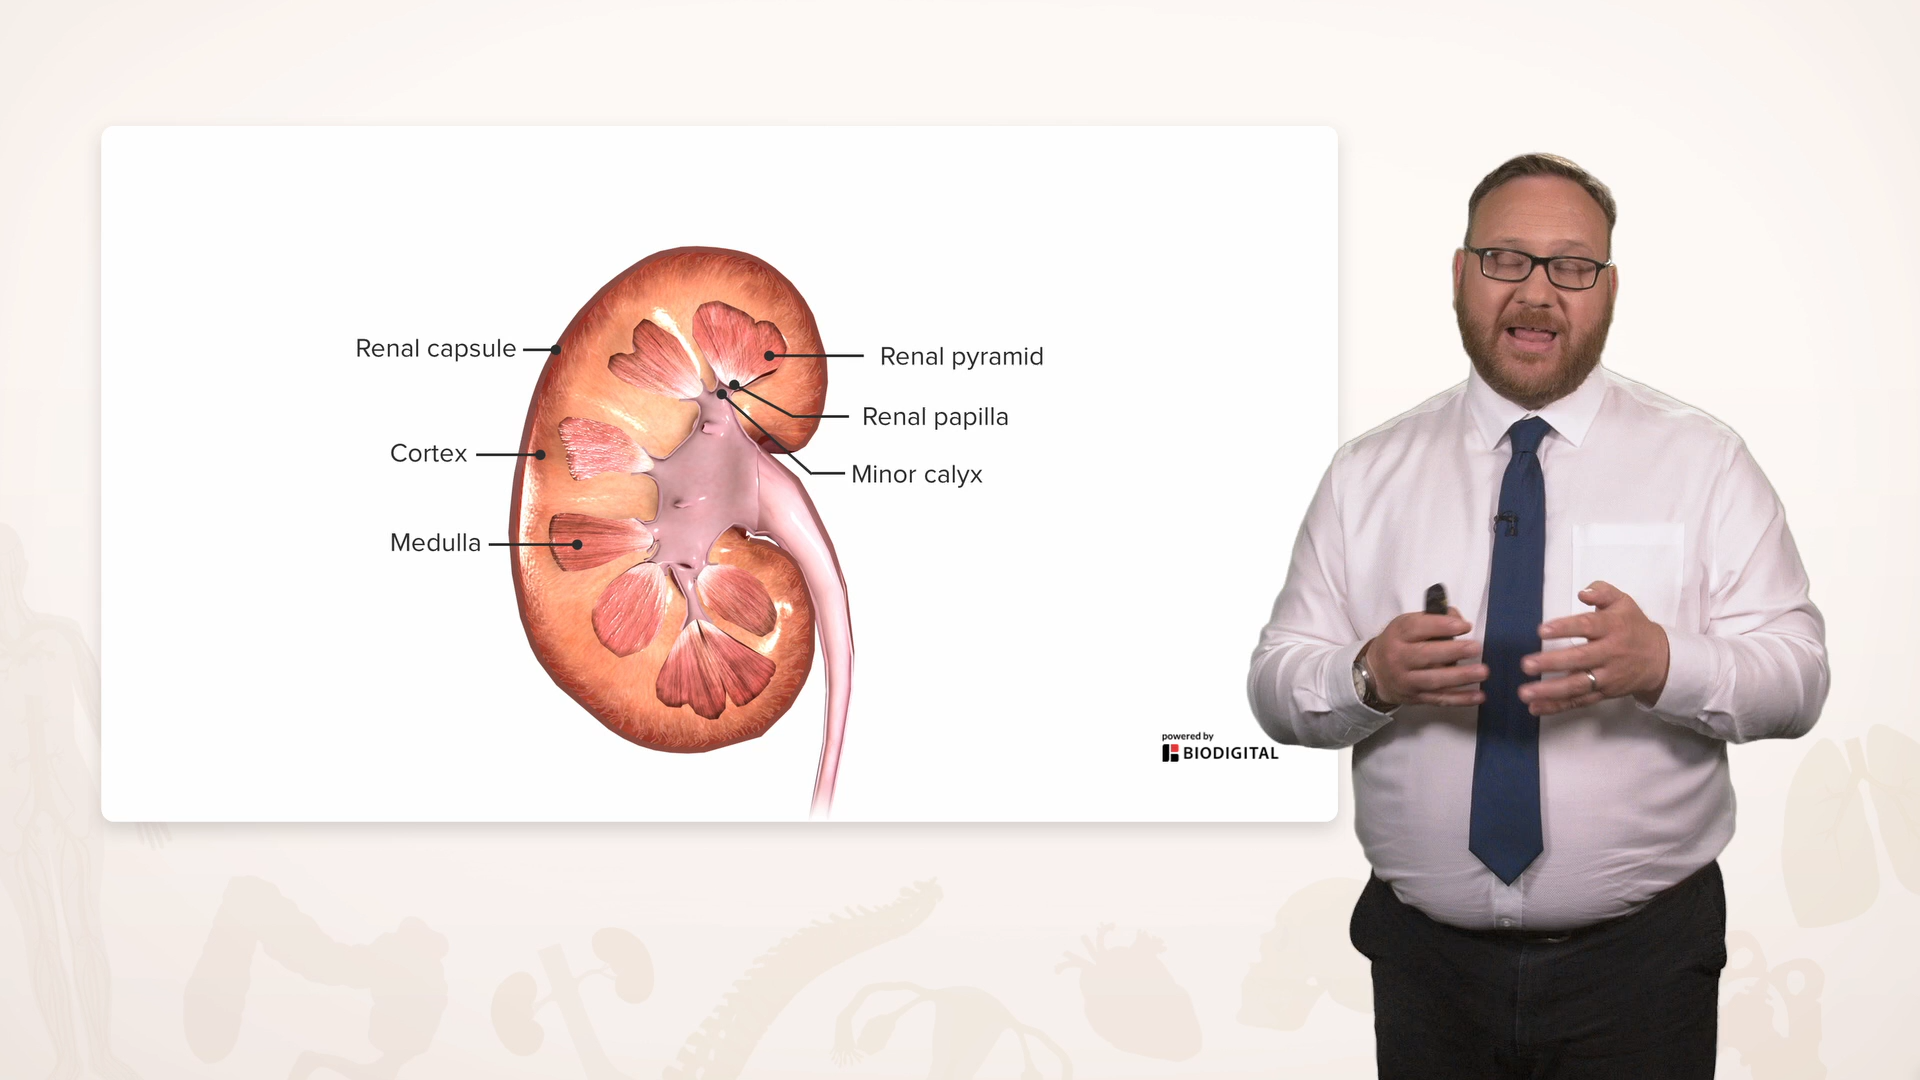 Renal capsule
Cortex
Medulla
Renal pyramid
Renal papilla
Minor calyx
powered by
BIODIGITAL